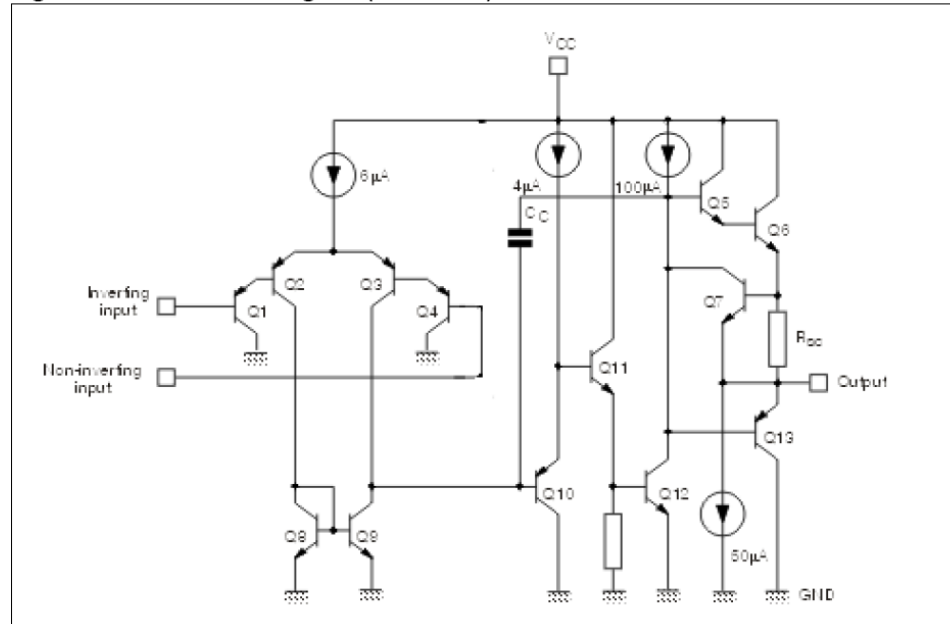 VCC
6µA
4µA
100µA
CC
Q5
Q6
Q2
Q3
Inverting
input
Q1
Q4
Q7
RSC
Non-inverting
input
Q11
Output
Q13
Q10
Q12
Q8
Q9
50µA
GND